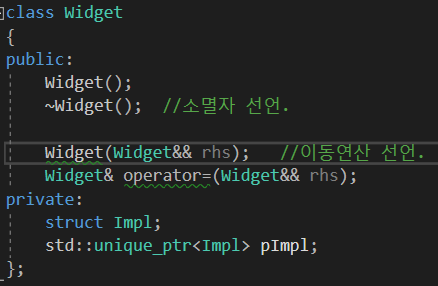 class Widget
{
public:
    Widget();
    ~Widget();  //소멸자 선언.
    Widget(Widget&& rhs);   //이동연산 선언.
    Widget& operator=(Widget&& rhs);
private:
    struct Impl;
    std::unique_ptr<Impl> pImpl;
};